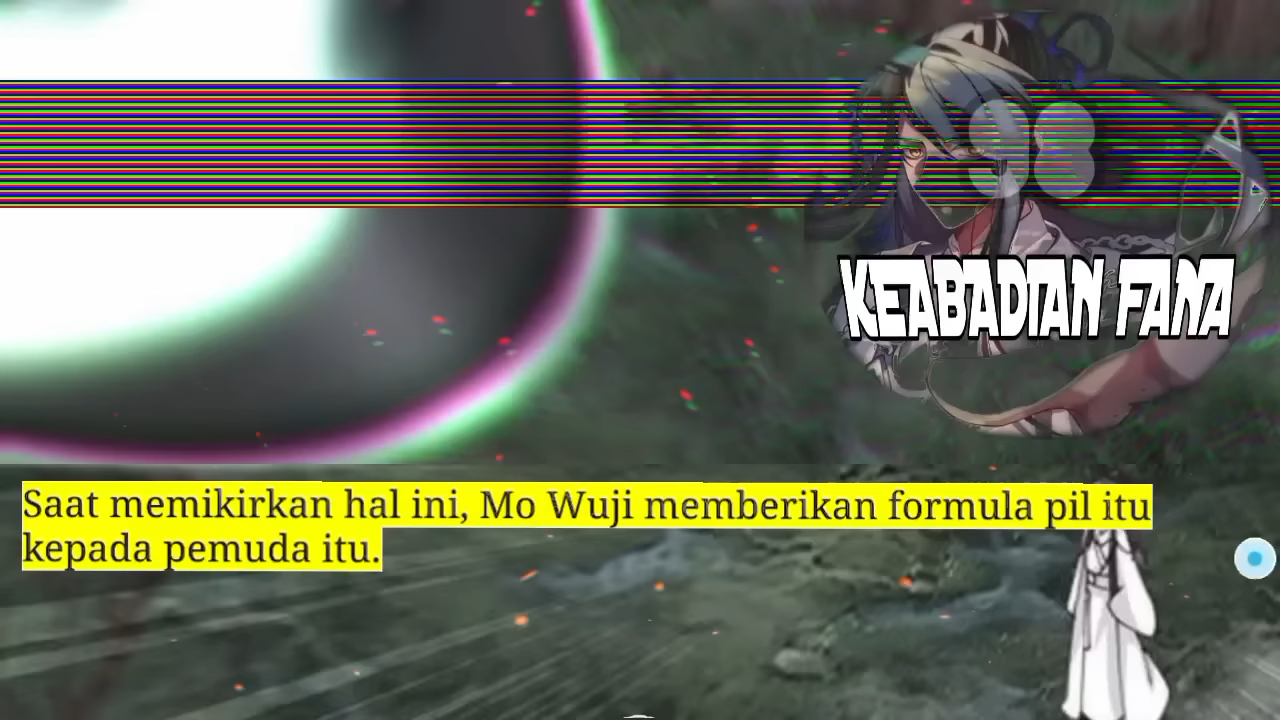 KEABADIAN FANA
Saat memikirkan hal ini, Mo Wuji memberikan formula pil itu
kepada pemuda itu.